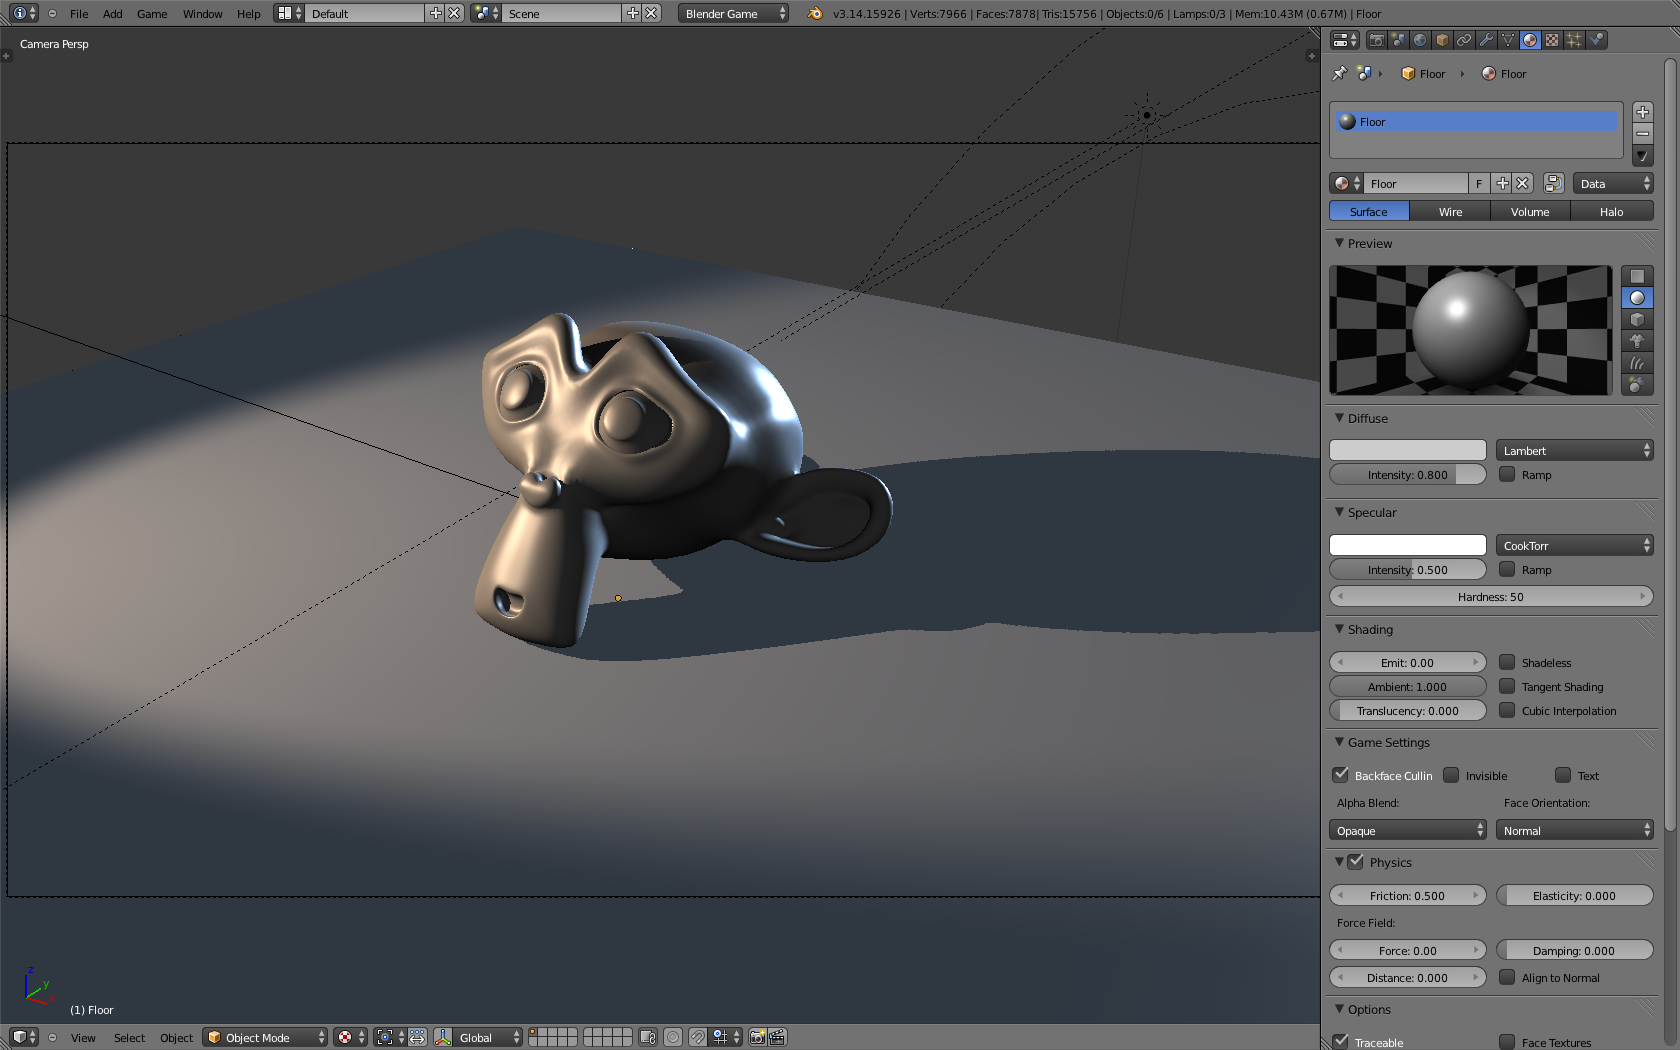 File Add Game Window Help Default Scene Blender Game v3.14.15926 | Verts:7966 | Faces:7878| Tris:15756 | Objects:0/6 | Lamps:0/3 | Mem:10.43M (0.67M) | Floor
Camera Persp
Floor Floor
Floor
Floor F Data
Surface Wire Volume Halo
Preview
Diffuse
Lambert
Intensity: 0.800 Ramp
Specular
CookTorr
Intensity: 0.500 Ramp
Hardness: 50
Shading
Emit: 0.00 Shadeless
Ambient: 1.000 Tangent Shading
Translucency: 0.000 Cubic Interpolation
Game Settings
Backface Cullin Invisible Text
Alpha Blend: Face Orientation:
Opaque Normal
Physics
Friction: 0.500 Elasticity: 0.000
Force Field:
Force: 0.00 Damping: 0.000
Distance: 0.000 Align to Normal
Options
Traceable Face Textures
z
y
x
(1) Floor
View Select Object Object Mode Global